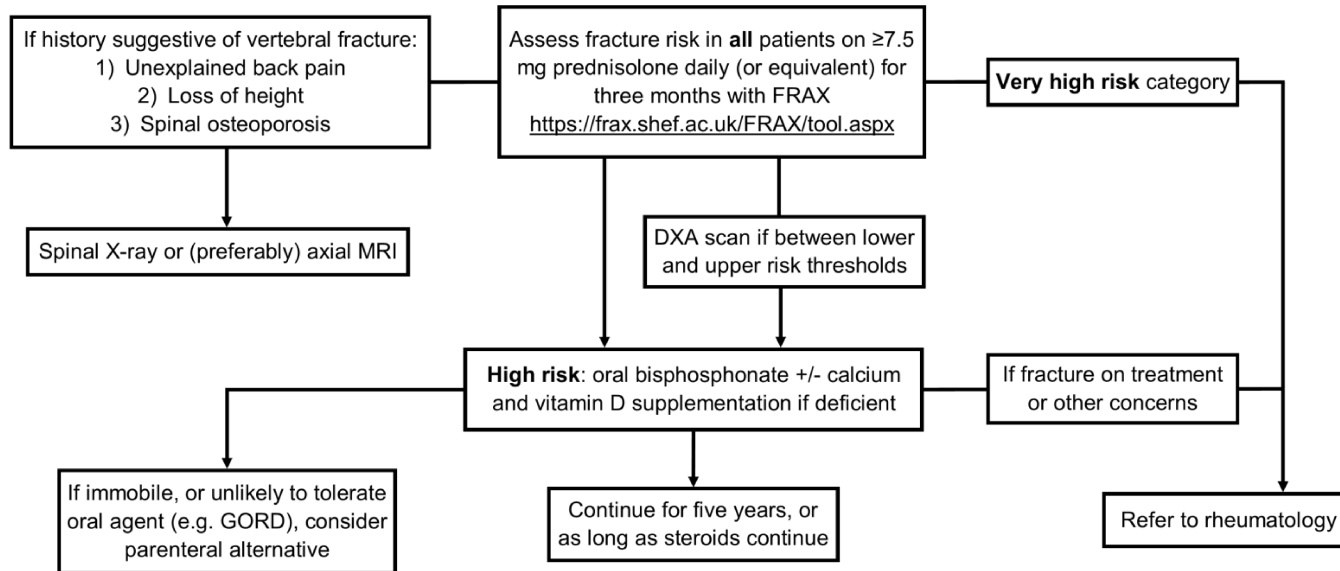 If history suggestive of vertebral fracture:
1) Unexplained back pain
2) Loss of height
3) Spinal osteoporosis
Assess fracture risk in all patients on ≥7.5
mg prednisolone daily (or equivalent) for
three months with FRAX
https://frax.shef.ac.uk/FRAX/tool.aspx
Very high risk category
Spinal X-ray or (preferably) axial MRI
DXA scan if between lower
and upper risk thresholds
High risk: oral bisphosphonate +/- calcium
and vitamin D supplementation if deficient
If fracture on treatment
or other concerns
If immobile, or unlikely to tolerate
oral agent (e.g. GORD), consider
parenteral alternative
Continue for five years, or
as long as steroids continue
Refer to rheumatology